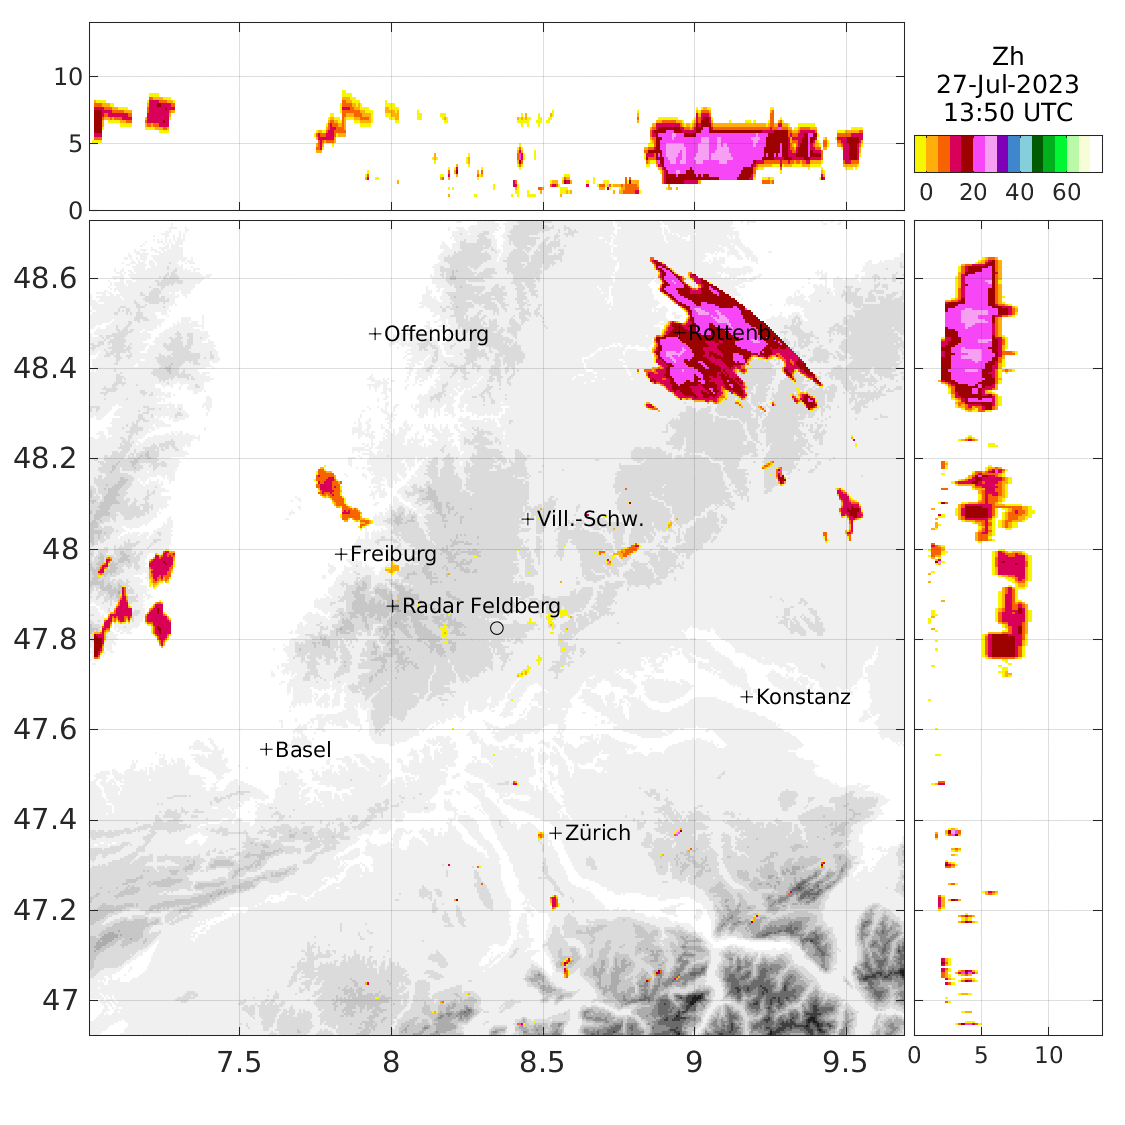 Zh
27-Jul-2023
13:50 UTC
10
5
0
0 20 40 60
48.6
48.4
48.2
48
47.8
47.6
47.4
47.2
47
Offenburg
Rottenb.
Vill.-Schw.
Freiburg
Radar Feldberg
Konstanz
Basel
Zürich
7.5 8 8.5 9 9.5
0 5 10